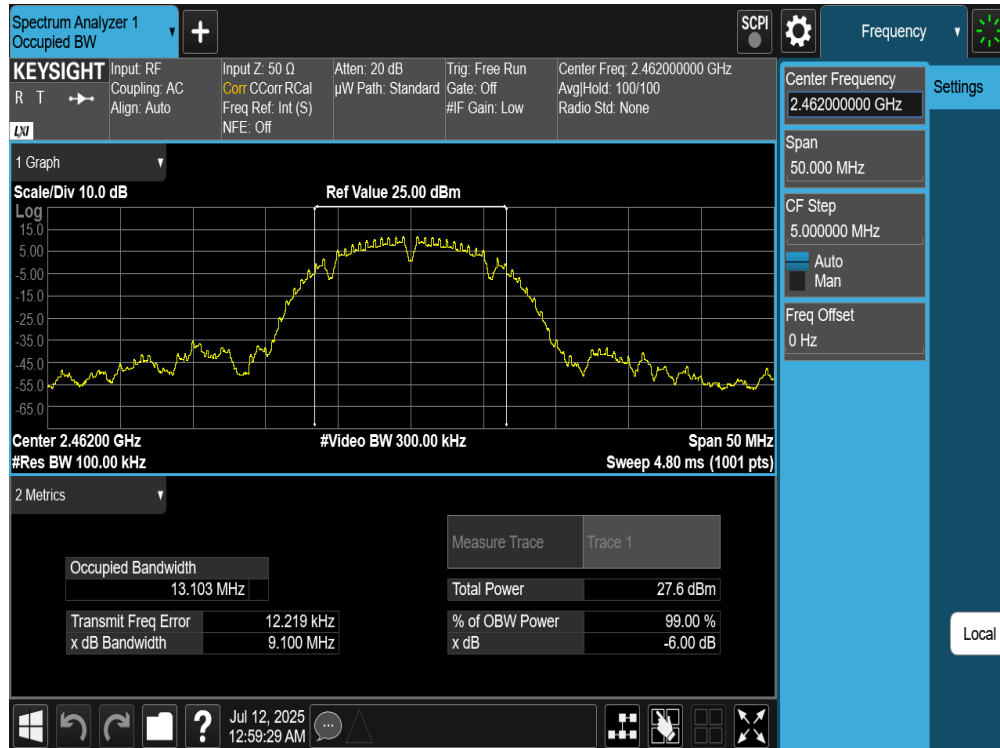 Spectrum Analyzer 1
Occupied BW
+
SCPI
Frequency
KEYSIGHT
R T
LXI
Input: RF
Coupling: AC
Align: Auto
Input Z: 50 Ω
Corr CCorr RCal
Freq Ref: Int (S)
NFE: Off
Atten: 20 dB
µW Path: Standard
Trig: Free Run
Gate: Off
#IF Gain: Low
Center Freq: 2.462000000 GHz
Avg|Hold: 100/100
Radio Std: None
Center Frequency
2.462000000 GHz
Settings
Span
50.000 MHz
CF Step
5.000000 MHz
Auto
Man
Freq Offset
0 Hz
1 Graph
Scale/Div 10.0 dB
Ref Value 25.00 dBm
Log
15.0
5.00
-5.00
-15.0
-25.0
-35.0
-45.0
-55.0
-65.0
Center 2.46200 GHz
#Video BW 300.00 kHz
Span 50 MHz
#Res BW 100.00 kHz
Sweep 4.80 ms (1001 pts)
2 Metrics
Measure Trace
Trace 1
Occupied Bandwidth
13.103 MHz
Total Power
27.6 dBm
Transmit Freq Error
12.219 kHz
% of OBW Power
99.00 %
x dB Bandwidth
9.100 MHz
x dB
-6.00 dB
Local
?
Jul 12, 2025
12:59:29 AM